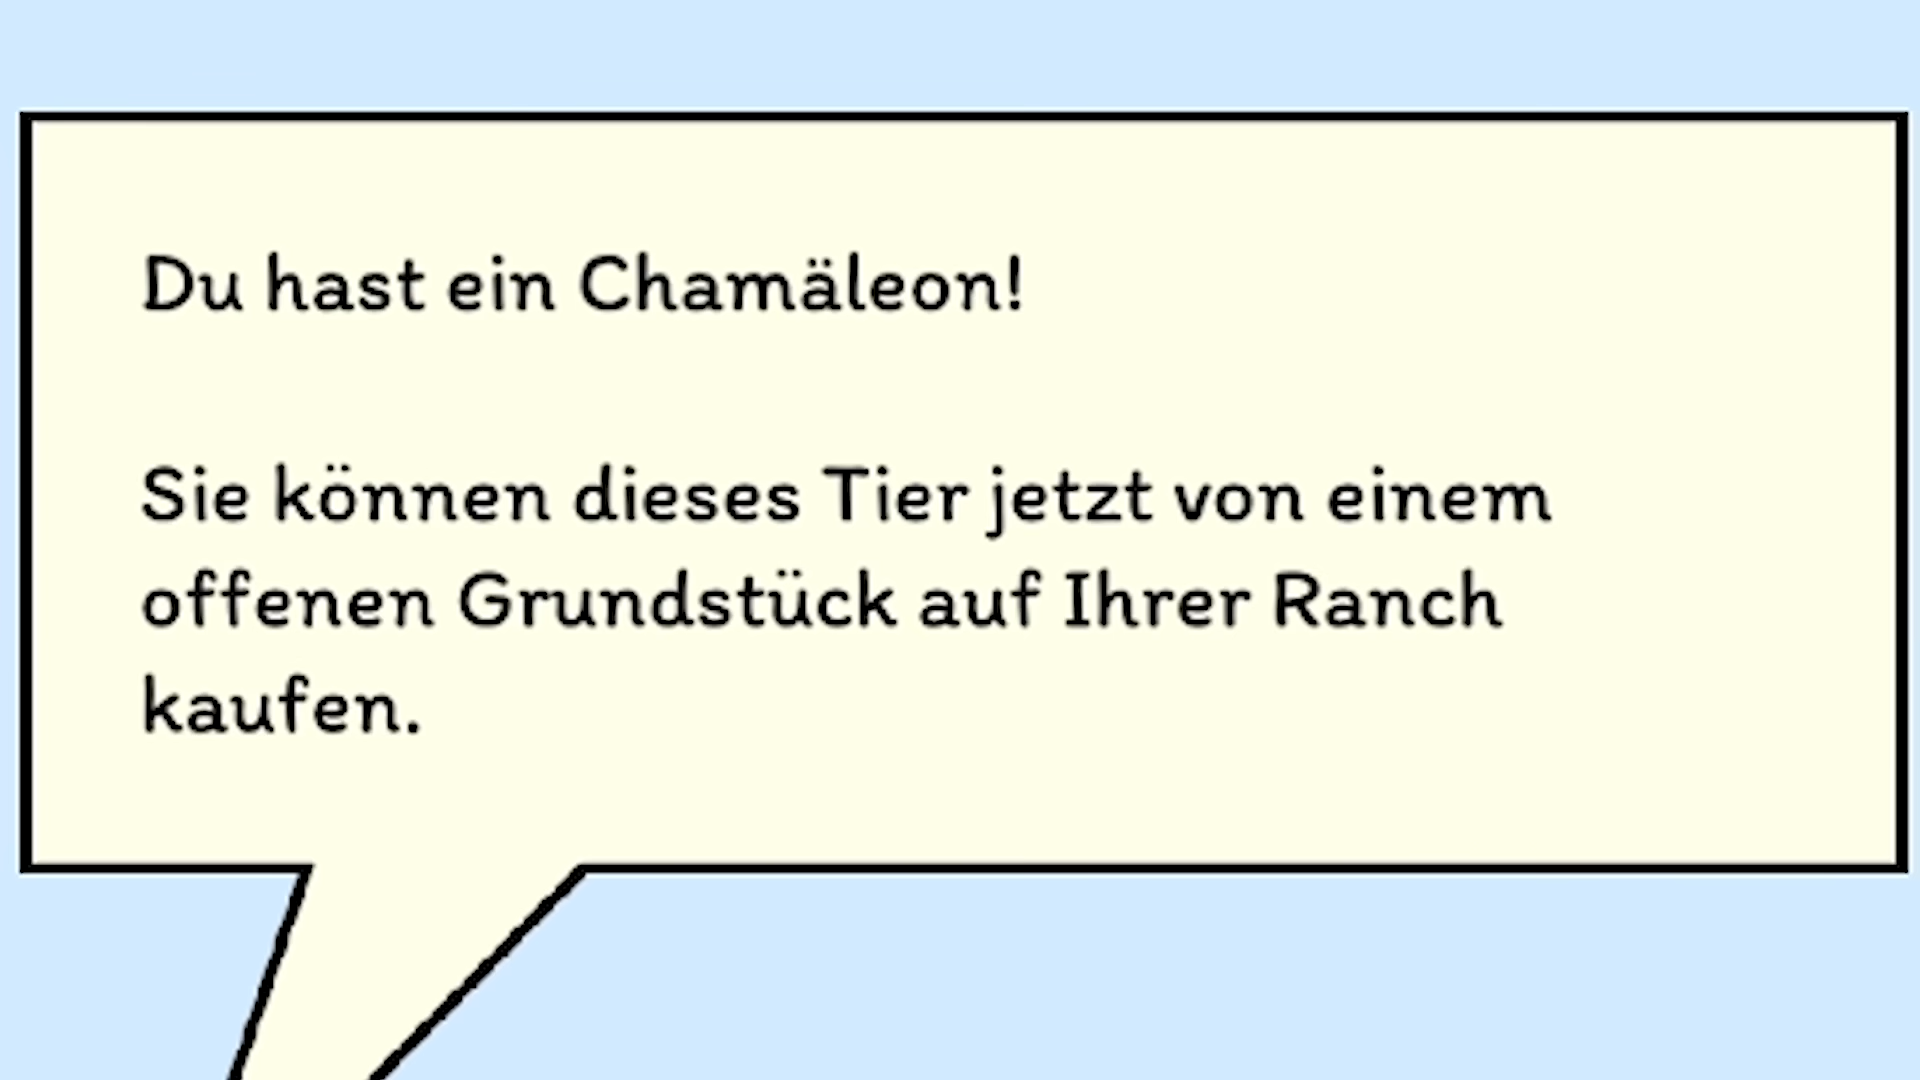 Du hast ein Chamäleon!
Sie können dieses Tier jetzt von einem
offenen Grundstück auf Ihrer Ranch
kaufen.